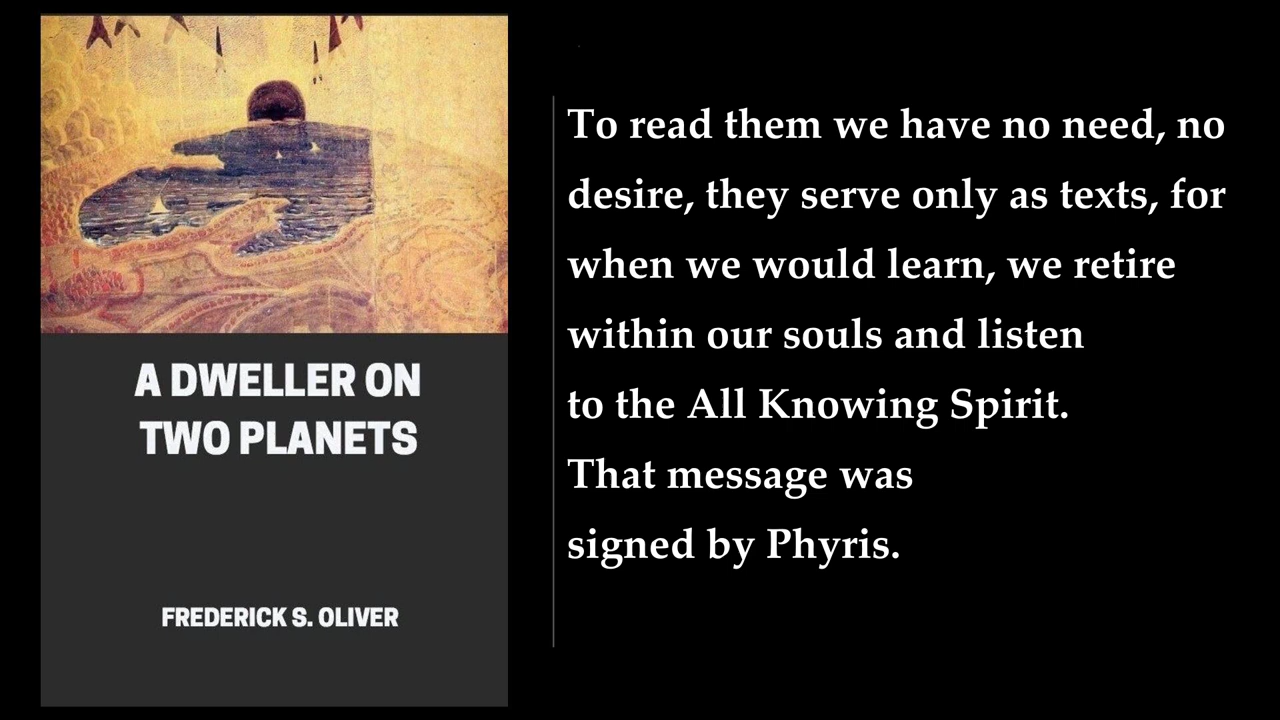 A DWELLER ON
TWO PLANETS
FREDERICK S. OLIVER
To read them we have no need, no
desire, they serve only as texts, for
when we would learn, we retire
within our souls and listen
to the All Knowing Spirit.
That message was
signed by Phyris.